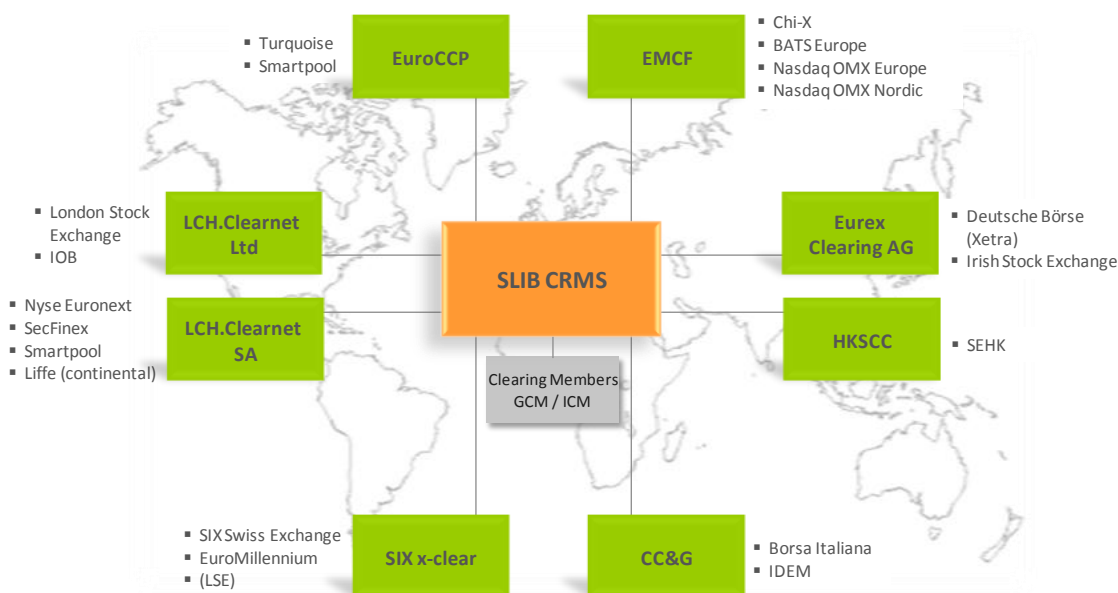 ▪ Turquoise
▪ Smartpool
EuroCCP
EMCF
▪ Chi-X
▪ BATS Europe
▪ Nasdaq OMX Europe
▪ Nasdaq OMX Nordic
▪ London Stock
Exchange
▪ IOB
LCH.Clearnet
Ltd
Eurex
Clearing AG
▪ Deutsche Börse
(Xetra)
▪ Irish Stock Exchange
SLIB CRMS
▪ Nyse Euronext
▪ SecFinex
▪ Smartpool
▪ Liffe (continental)
LCH.Clearnet
SA
HKSCC
▪ SEHK
Clearing Members
GCM / ICM
▪ SIX Swiss Exchange
▪ EuroMillennium
▪ (LSE)
SIX x-clear
CC&G
▪ Borsa Italiana
▪ IDEM